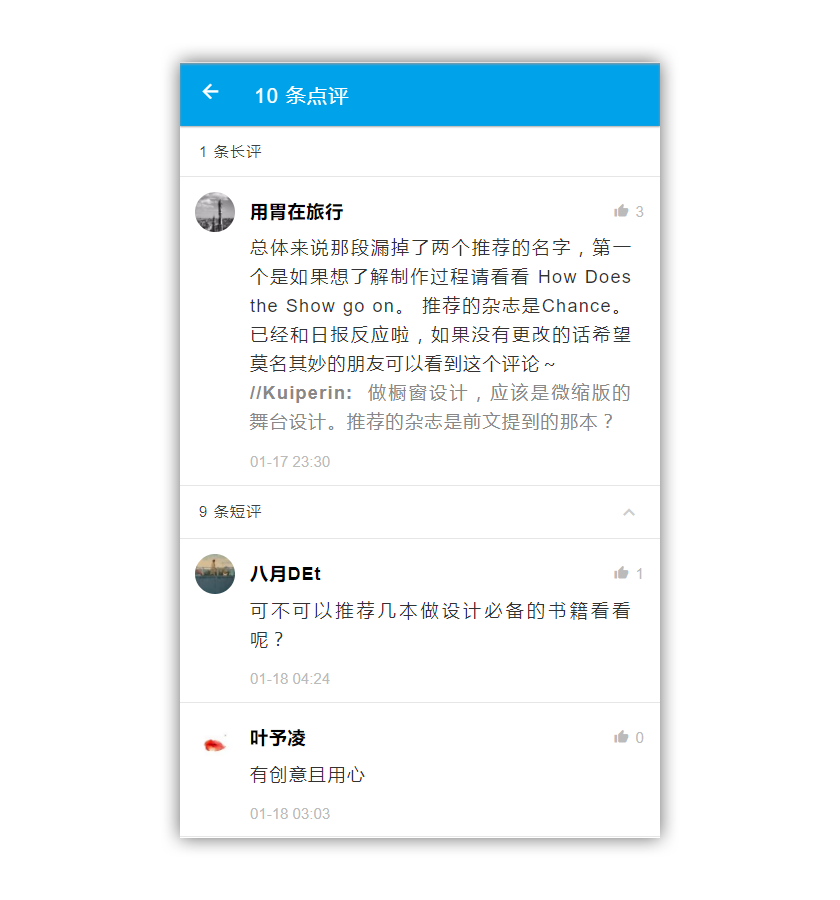 10 条点评
1 条长评
用胃在旅行
3
总体来说那段漏掉了两个推荐的名字，第一
个是如果想了解制作过程请看看 How Does
the Show go on。 推荐的杂志是Chance。
已经和日报反应啦，如果没有更改的话希望
莫名其妙的朋友可以看到这个评论～
//Kuiperin: 做橱窗设计，应该是微缩版的
舞台设计。推荐的杂志是前文提到的那本？
01-17 23:30
9 条短评
八月DEt
1
可不可以推荐几本做设计必备的书籍看看
呢？
01-18 04:24
叶予凌
0
有创意且用心
01-18 03:03